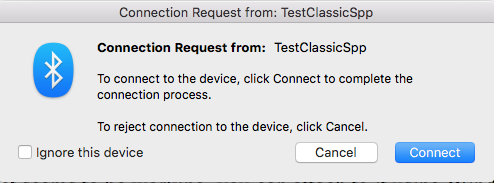 Connection Request from: TestClassicSpp
Connection Request from: TestClassicSpp
To connect to the device, click Connect to complete the
connection process.
To reject connection to the device, click Cancel.
Ignore this device
Cancel
Connect